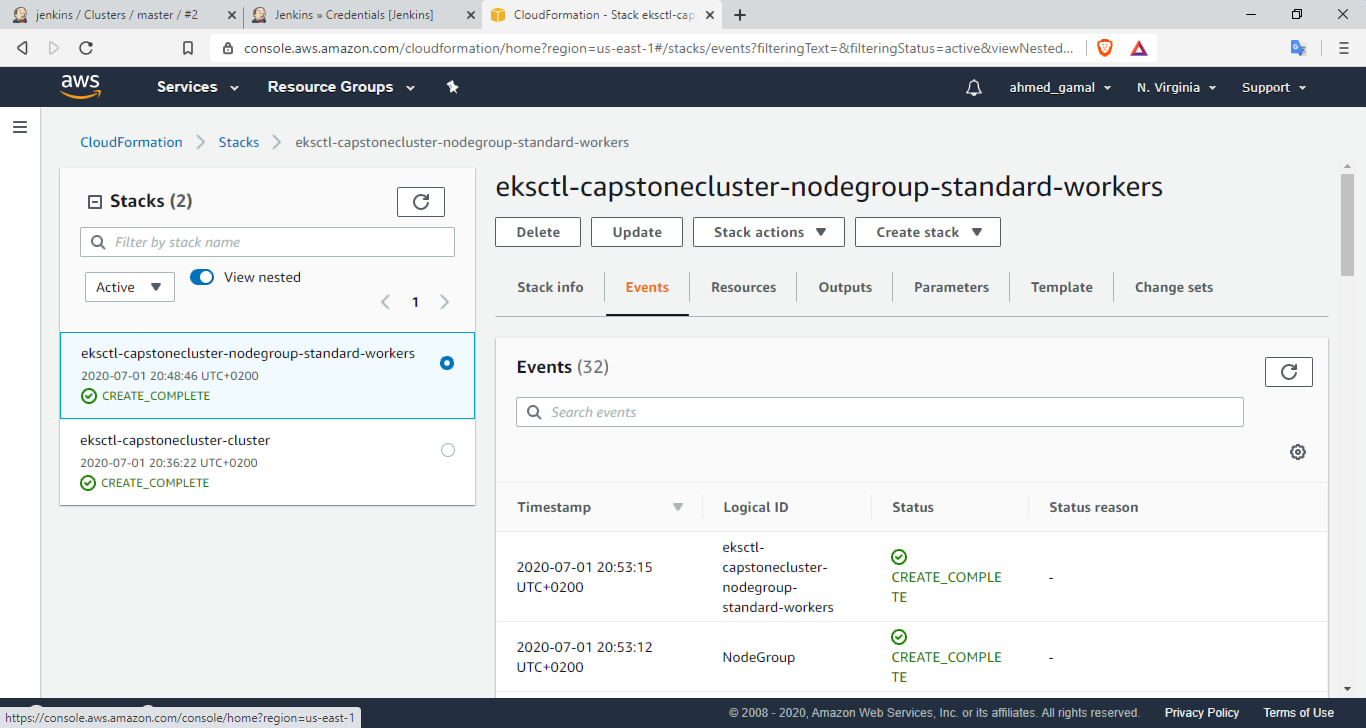 jenkins / Clusters / master / #2
Jenkins » Credentials [Jenkins]
CloudFormation - Stack eksctl-cap
console.aws.amazon.com/cloudformation/home?region=us-east-1#/stacks/events?filteringText=&filteringStatus=active&viewNested...
aws
Services
Resource Groups
ahmed_gamal
N. Virginia
Support
CloudFormation
Stacks
eksctl-capstonecluster-nodegroup-standard-workers
Stacks (2)
Filter by stack name
Active
View nested
1
eksctl-capstonecluster-nodegroup-standard-workers
2020-07-01 20:48:46 UTC+0200
CREATE_COMPLETE
eksctl-capstonecluster-cluster
2020-07-01 20:36:22 UTC+0200
CREATE_COMPLETE
eksctl-capstonecluster-nodegroup-standard-workers
Delete
Update
Stack actions
Create stack
Stack info
Events
Resources
Outputs
Parameters
Template
Change sets
Events (32)
Search events
Timestamp
Logical ID
Status
Status reason
2020-07-01 20:53:15
UTC+0200
eksctl-
capstonecluster-
nodegroup-
standard-workers
CREATE_COMPLE
TE
-
2020-07-01 20:53:12
UTC+0200
NodeGroup
CREATE_COMPLE
TE
-
https://console.aws.amazon.com/console/home?region=us-east-1
© 2008 - 2020, Amazon Web Services, Inc. or its affiliates. All rights reserved.
Privacy Policy
Terms of Use